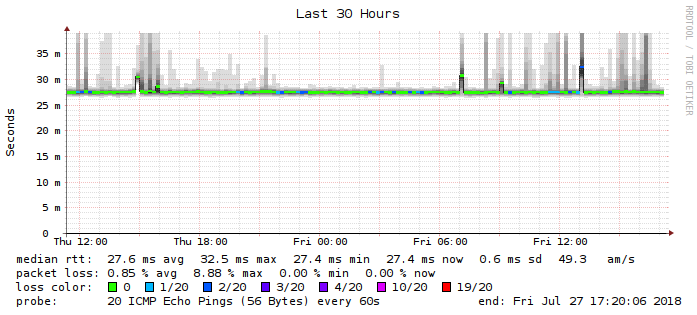 Last 30 Hours
RRDTOOL / TOBI OETIKER
Seconds
35 m
30 m
25 m
20 m
15 m
10 m
5 m
0
Thu 12:00 Thu 18:00 Fri 00:00 Fri 06:00 Fri 12:00
median rtt: 27.6 ms avg 32.5 ms max 27.4 ms min 27.4 ms now 0.6 ms sd 49.3 am/s
packet loss: 0.85 % avg 8.88 % max 0.00 % min 0.00 % now
loss color: 0 1/20 2/20 3/20 4/20 10/20 19/20
probe: 20 ICMP Echo Pings (56 Bytes) every 60s end: Fri Jul 27 17:20:06 2018